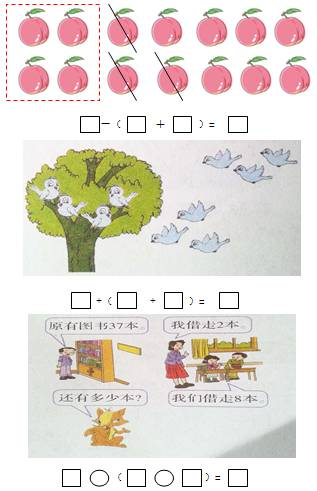 □－（□ ＋ □）＝ □
□＋（□ ＋ □）＝ □
原有图书37本。
我借走2本。
还有多少本？
我们借走8本。
□ ○（□ ○ □）＝ □